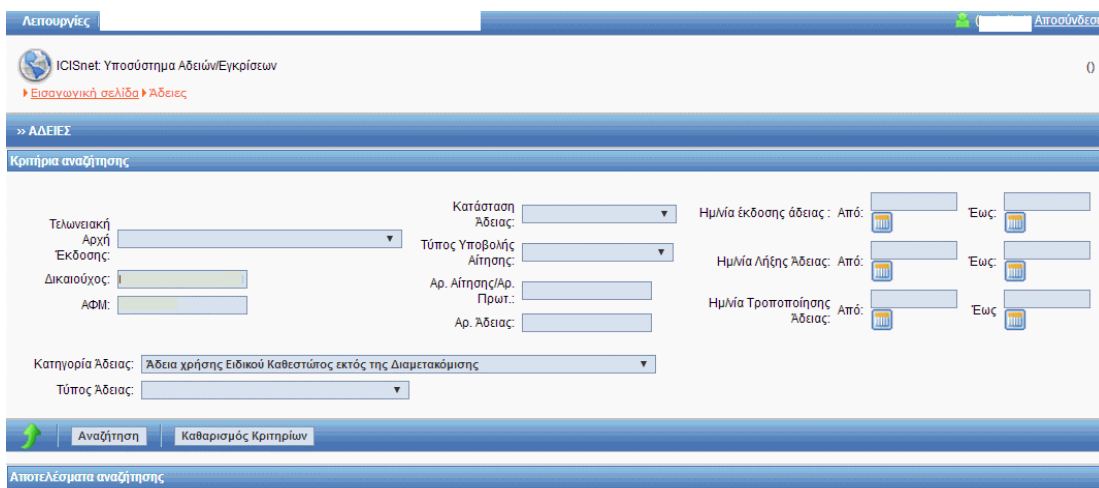 Λειτουργίες
( Αποσύνδεσ
ICISnet: Υποσύστημα Αδειών/Εγκρίσεων
()
Εισαγωγική σελίδα Άδειες
>> ΑΔΕΙΕΣ
Κριτήρια αναζήτησης
Τελωνειακή
Αρχή
Έκδοσης:
Δικαιούχος:
ΑΦΜ:
Κατάσταση
Άδειας:
Τύπος Υποβολής
Αίτησης:
Αρ. Αίτησης/Αρ.
Πρωτ.:
Αρ. Άδειας:
Ημ/νία έκδοσης άδειας : Από: Έως:
Ημ/νία Λήξης Άδειας: Από: Έως:
Ημ/νία Τροποποίησης
Άδειας: Από: Έως
Κατηγορία Άδειας: Άδεια χρήσης Ειδικού Καθεστώτος εκτός της Διαμετακόμισης
Τύπος Άδειας:
Αναζήτηση Καθαρισμός Κριτηρίων
Αποτελέσματα αναζήτησης